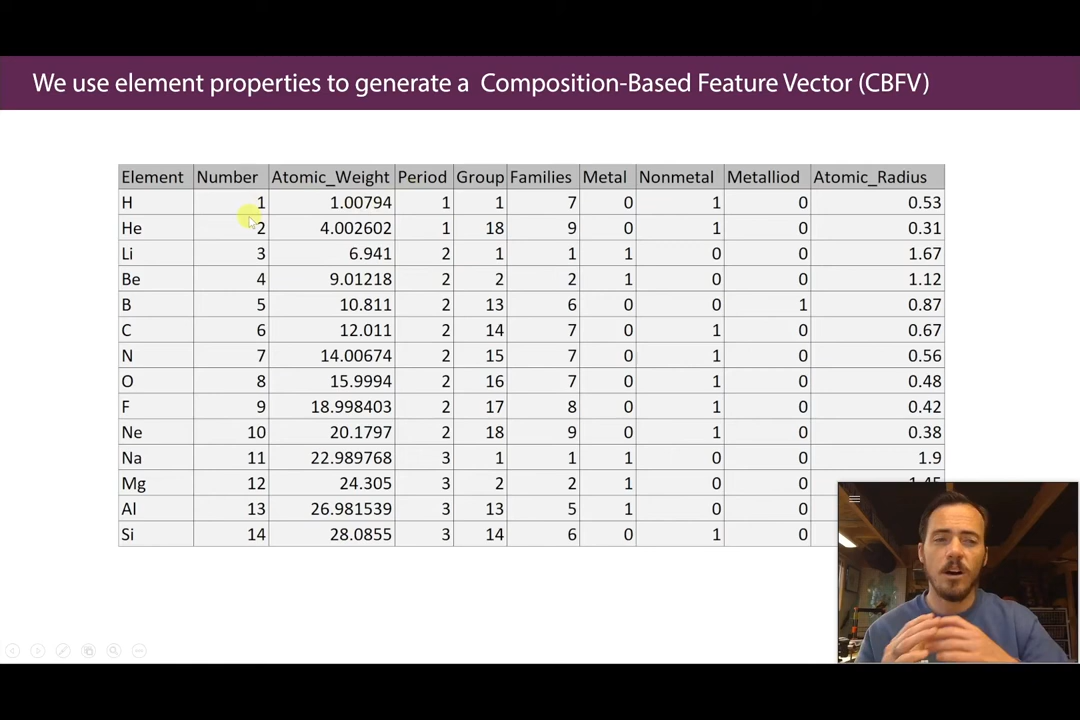 We use element properties to generate a Composition-Based Feature Vector (CBFV)
Element Number Atomic_Weight Period Group Families Metal Nonmetal Metalliod Atomic_Radius
H 1 1.00794 1 1 7 0 1 0 0.53
He 2 4.002602 1 18 9 0 1 0 0.31
Li 3 6.941 2 1 1 1 0 0 1.67
Be 4 9.01218 2 2 2 1 0 0 1.12
B 5 10.811 2 13 6 0 0 1 0.87
C 6 12.011 2 14 7 0 1 0 0.67
N 7 14.00674 2 15 7 0 1 0 0.56
O 8 15.9994 2 16 7 0 1 0 0.48
F 9 18.998403 2 17 8 0 1 0 0.42
Ne 10 20.1797 2 18 9 0 1 0 0.38
Na 11 22.989768 3 1 1 1 0 0 1.9
Mg 12 24.305 3 2 2 1 0 0
Al 13 26.981539 3 13 5 1 0 0
Si 14 28.0855 3 14 6 0 1 0